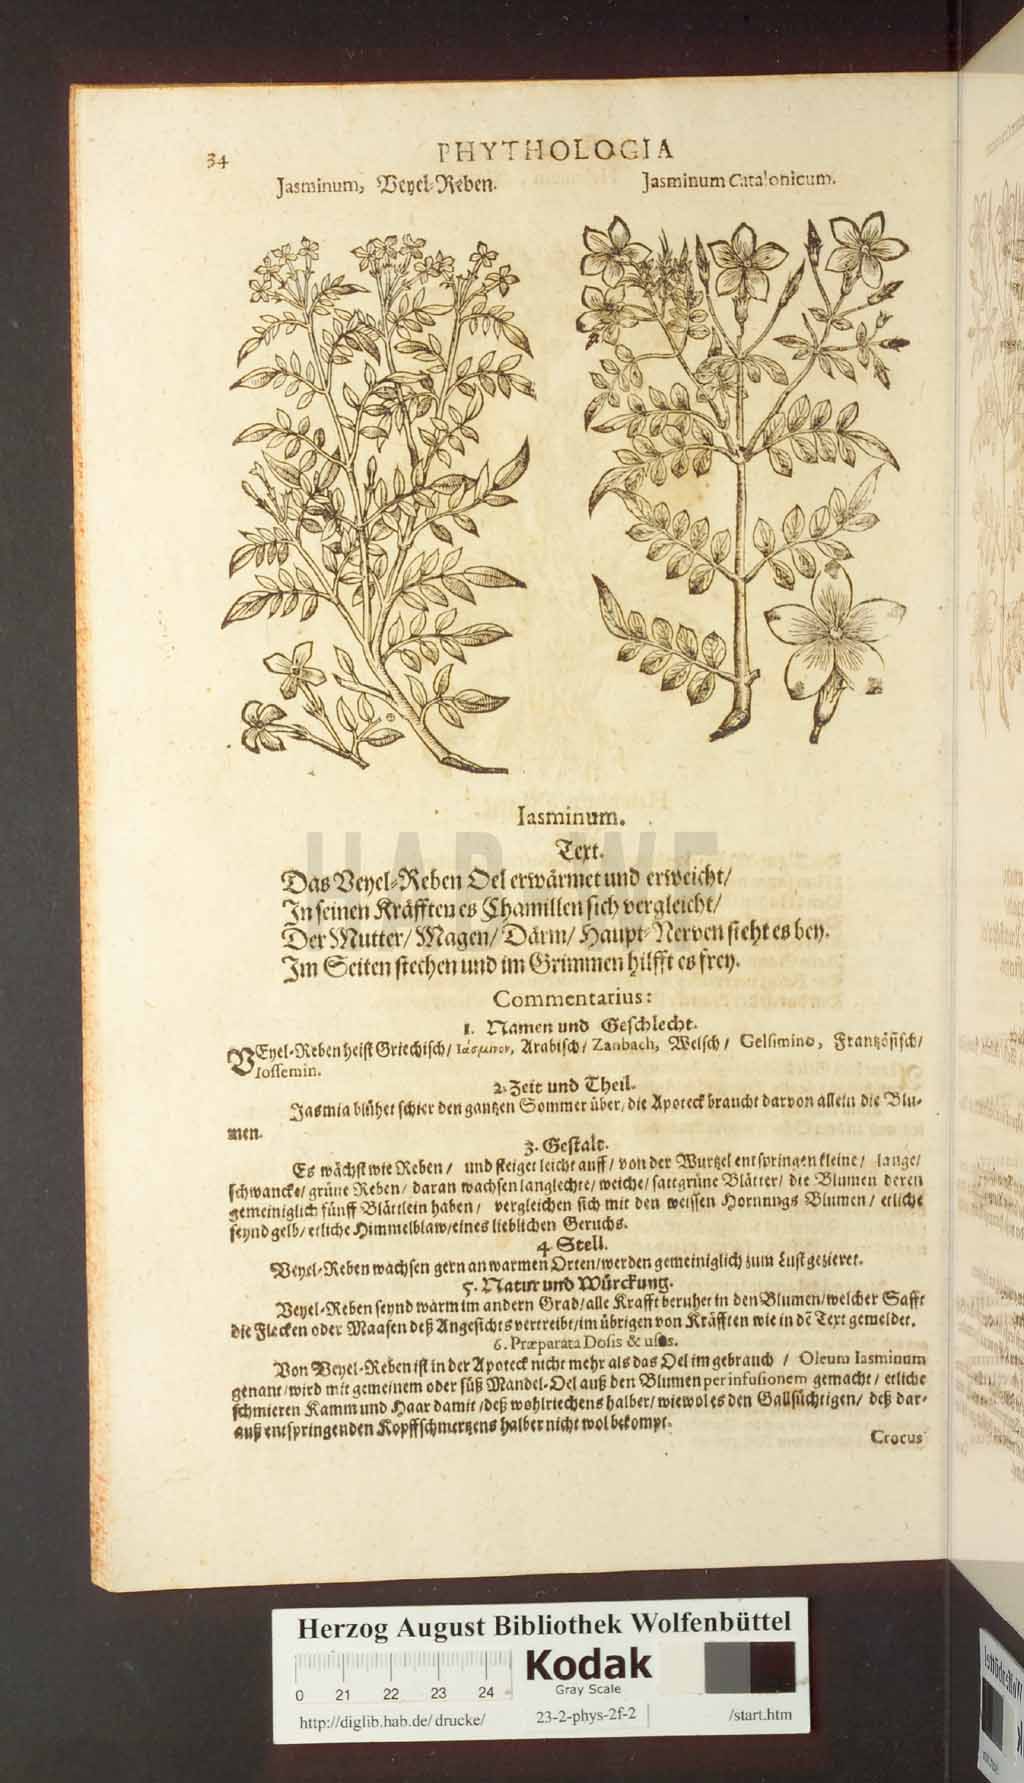 34
PHYTHOLOGIA
Jasminum, Veyel-Reben.
Jasminum Catalonicum.
Iasminum.
Text.
Das Veyel-Reben Oel erwärmet und erweicht/
In seinen Kräfften es Chamillen sich vergleicht/
Der Mutter/ Magen/ Därm/ Haupt-Nerven steht es bey.
Im Seiten stechen und im Grimmen hilfft es frey.
Commentarius:
1. Namen und Geschlecht.
VEyel-Reben heist Griechisch/ Arabisch/ Zanbach, Welsch/ Gelsimino, Frantzösisch/
Iossemin.
2. Zeit und Theil.
Jasmia blühet schier den gantzen Sommer über/ die Apoteck braucht darvon allein die Blu-
men.
3. Gestalt.
Es wächst wie Reben/ und steiget leicht auff/ von der Wurtzel entspringen kleine/ lange/
schwancke/ grüne Reben/ daran wachsen langlechte/ weiche/ sattgrüne Blätter/ die Blumen deren
gemeiniglich fünff Blättlein haben/ vergleichen sich mit den weissen Hornungs Blumen/ etliche
seynd gelb/ etliche Himmelblaw/ eines lieblichen Geruchs.
4. Stell.
Veyel-Reben wachsen gern an warmen Orten/ werden gemeiniglich zum Lust gezieret.
5. Natur und Würckung.
Veyel-Reben seynd warm im andern Grad/ alle Krafft beruhet in den Blumen/ welcher Safft
die Flecken oder Maasen deß Angesichts vertreibt/ im übrigen von Kräfften wie in dē Text gemeldet.
6. Præparata Dosis & usus.
Von Veyel-Reben ist in der Apoteck nicht mehr als das Oel im gebrauch / Oleum Iasminum
genant/ wird mit gemeinem oder süß Mandel-Oel auß den Blumen per infusionem gemacht/ etliche
schmieren Kamm und Haar damit/ deß wohlriechens halber/ wiewol es den Gallsüchtigen/ deß dar-
auß entspringenden Kopffschmertzens halber nicht wol bekompt.
Crocus
Herzog August Bibliothek Wolfenbüttel
0 21 22 23 24
Kodak
Gray Scale
http://diglib.hab.de/drucke/ 23-2-phys-2f-2 /start.htm